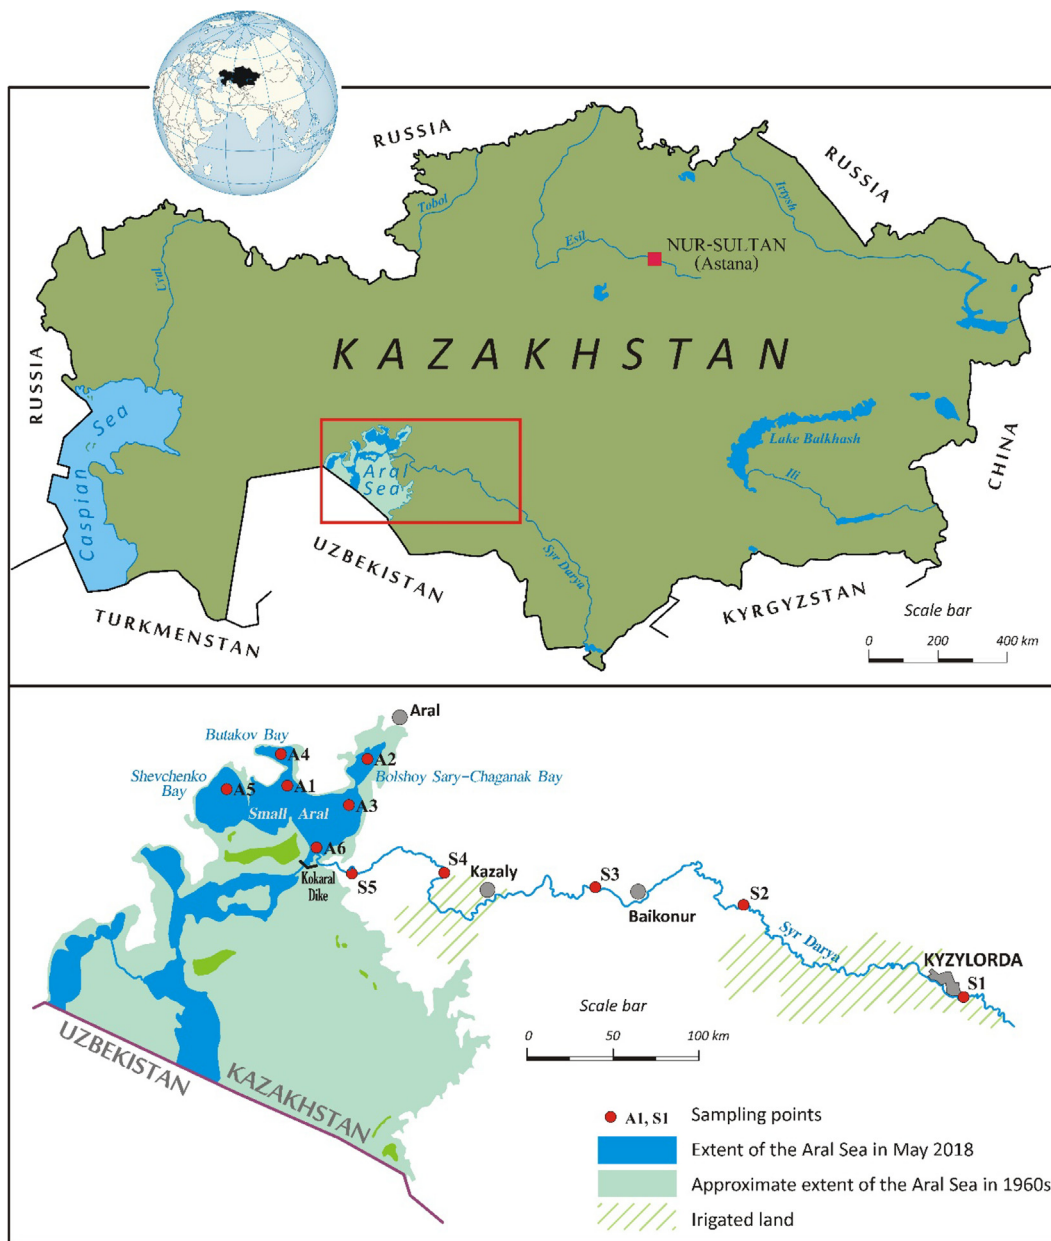 RUSSIA
RUSSIA
Tobol
Irtysh
Esil
NUR-SULTAN
(Astana)
Ural
RUSSIA
KAZAKHSTAN
Caspian Sea
Lake Balkhash
Ili
CHINA
Aral
Sea
UZBEKISTAN
Syr Darya
TURKMENSTAN
KYRGYZSTAN
Scale bar
0 200 400 km
Aral
Butakov Bay
A4
A2
Shevchenko
Bay
Bolshoy Sary-Chaganak Bay
A5
A1
A3
Small Aral
A6
Kokaral
Dike
S5
S4
Kazaly
S3
Baikonur
S2
Syr Darya
KYZYLORDA
S1
Scale bar
0 50 100 km
UZBEKISTAN
KAZAKHSTAN
A1, S1 Sampling points
Extent of the Aral Sea in May 2018
Approximate extent of the Aral Sea in 1960s
Irigated land